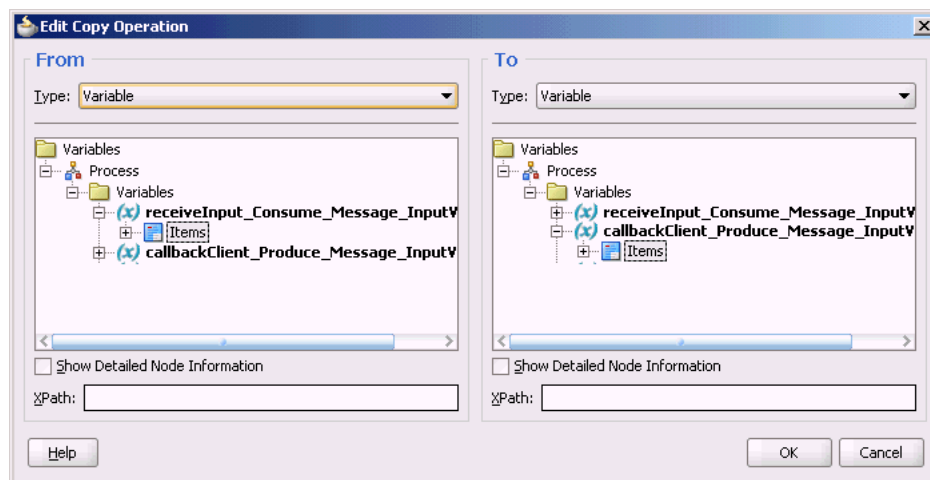 Edit Copy Operation
From
Type: Variable
Variables
Process
Variables
(x) receiveInput_Consume_Message_InputV
Items
(x) callbackClient_Produce_Message_InputV
Show Detailed Node Information
XPath:
To
Type: Variable
Variables
Process
Variables
(x) receiveInput_Consume_Message_InputV
(x) callbackClient_Produce_Message_InputV
Items
Show Detailed Node Information
XPath:
Help
OK
Cancel